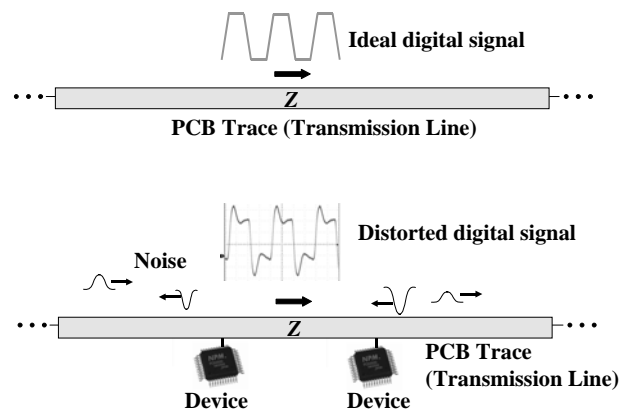 Ideal digital signal
Z
PCB Trace (Transmission Line)
Distorted digital signal
Noise
Z
PCB Trace
(Transmission Line)
Device
Device